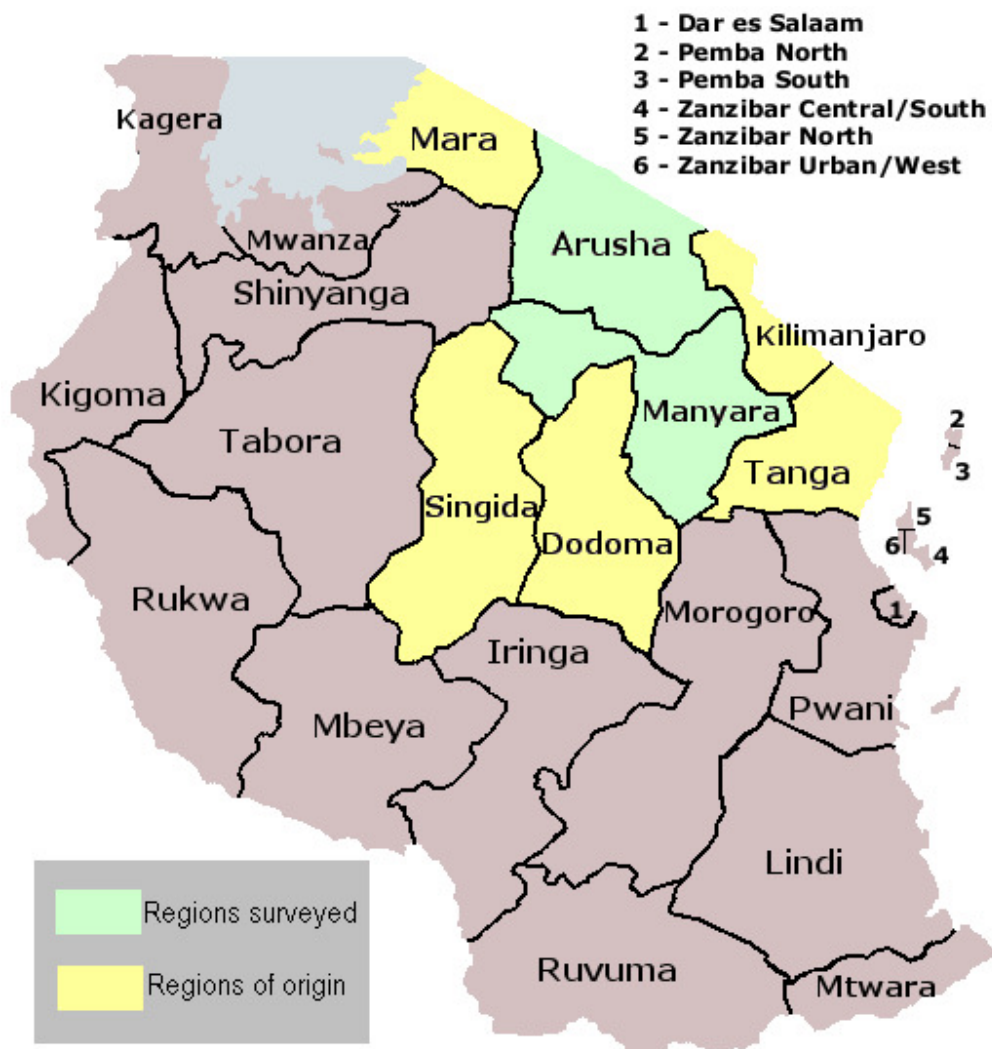 1 - Dar es Salaam
2 - Pemba North
3 - Pemba South
4 - Zanzibar Central/South
5 - Zanzibar North
6 - Zanzibar Urban/West
Kagera
Mara
Mwanza
Arusha
Shinyanga
Kilimanjaro
Kigoma
Manyara
Tabora
2
3
Tanga
Singida
5
Dodoma
6
4
Rukwa
Morogoro
1
Iringa
Pwani
Mbeya
Lindi
Regions surveyed
Ruvuma
Regions of origin
Mtwara